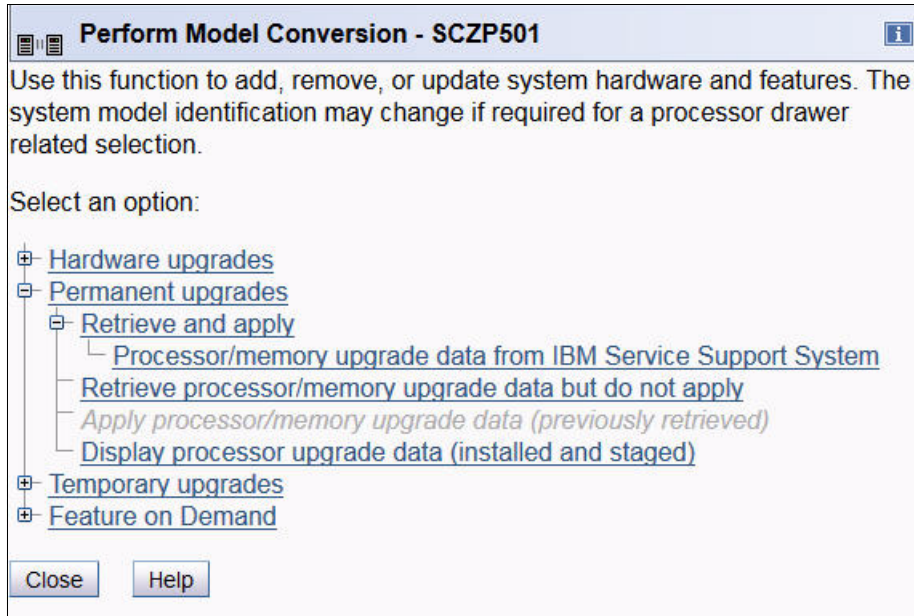 Perform Model Conversion - SCZP501
i
Use this function to add, remove, or update system hardware and features. The
system model identification may change if required for a processor drawer
related selection.
Select an option:
Hardware upgrades
Permanent upgrades
Retrieve and apply
Processor/memory upgrade data from IBM Service Support System
Retrieve processor/memory upgrade data but do not apply
Apply processor/memory upgrade data (previously retrieved)
Display processor upgrade data (installed and staged)
Temporary upgrades
Feature on Demand
Close Help